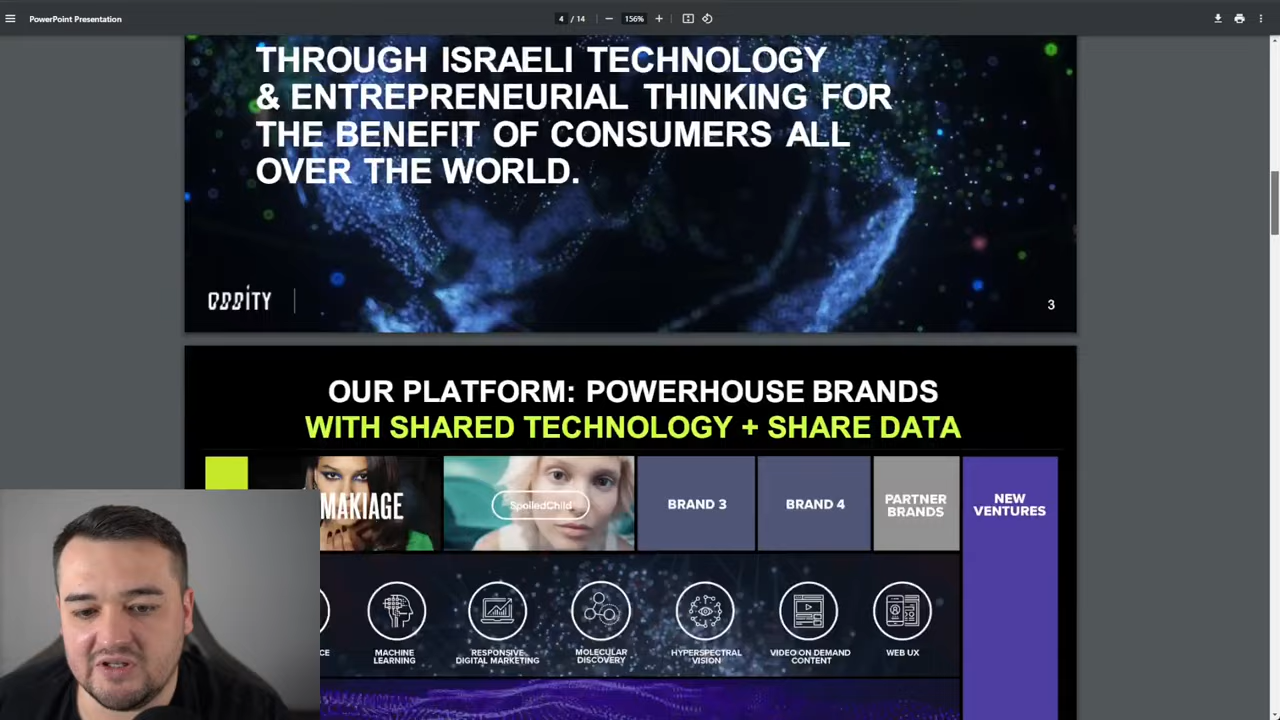 PowerPoint Presentation
4 / 14
156%
THROUGH ISRAELI TECHNOLOGY
& ENTREPRENEURIAL THINKING FOR
THE BENEFIT OF CONSUMERS ALL
OVER THE WORLD.
ODDITY
3
OUR PLATFORM: POWERHOUSE BRANDS
WITH SHARED TECHNOLOGY + SHARE DATA
MAKIAGE
SpoiledChild
BRAND 3
BRAND 4
PARTNER
BRANDS
NEW
VENTURES
CE
MACHINE
LEARNING
RESPONSIVE
DIGITAL MARKETING
MOLECULAR
DISCOVERY
HYPERSPECTRAL
VISION
VIDEO ON DEMAND
CONTENT
WEB UX